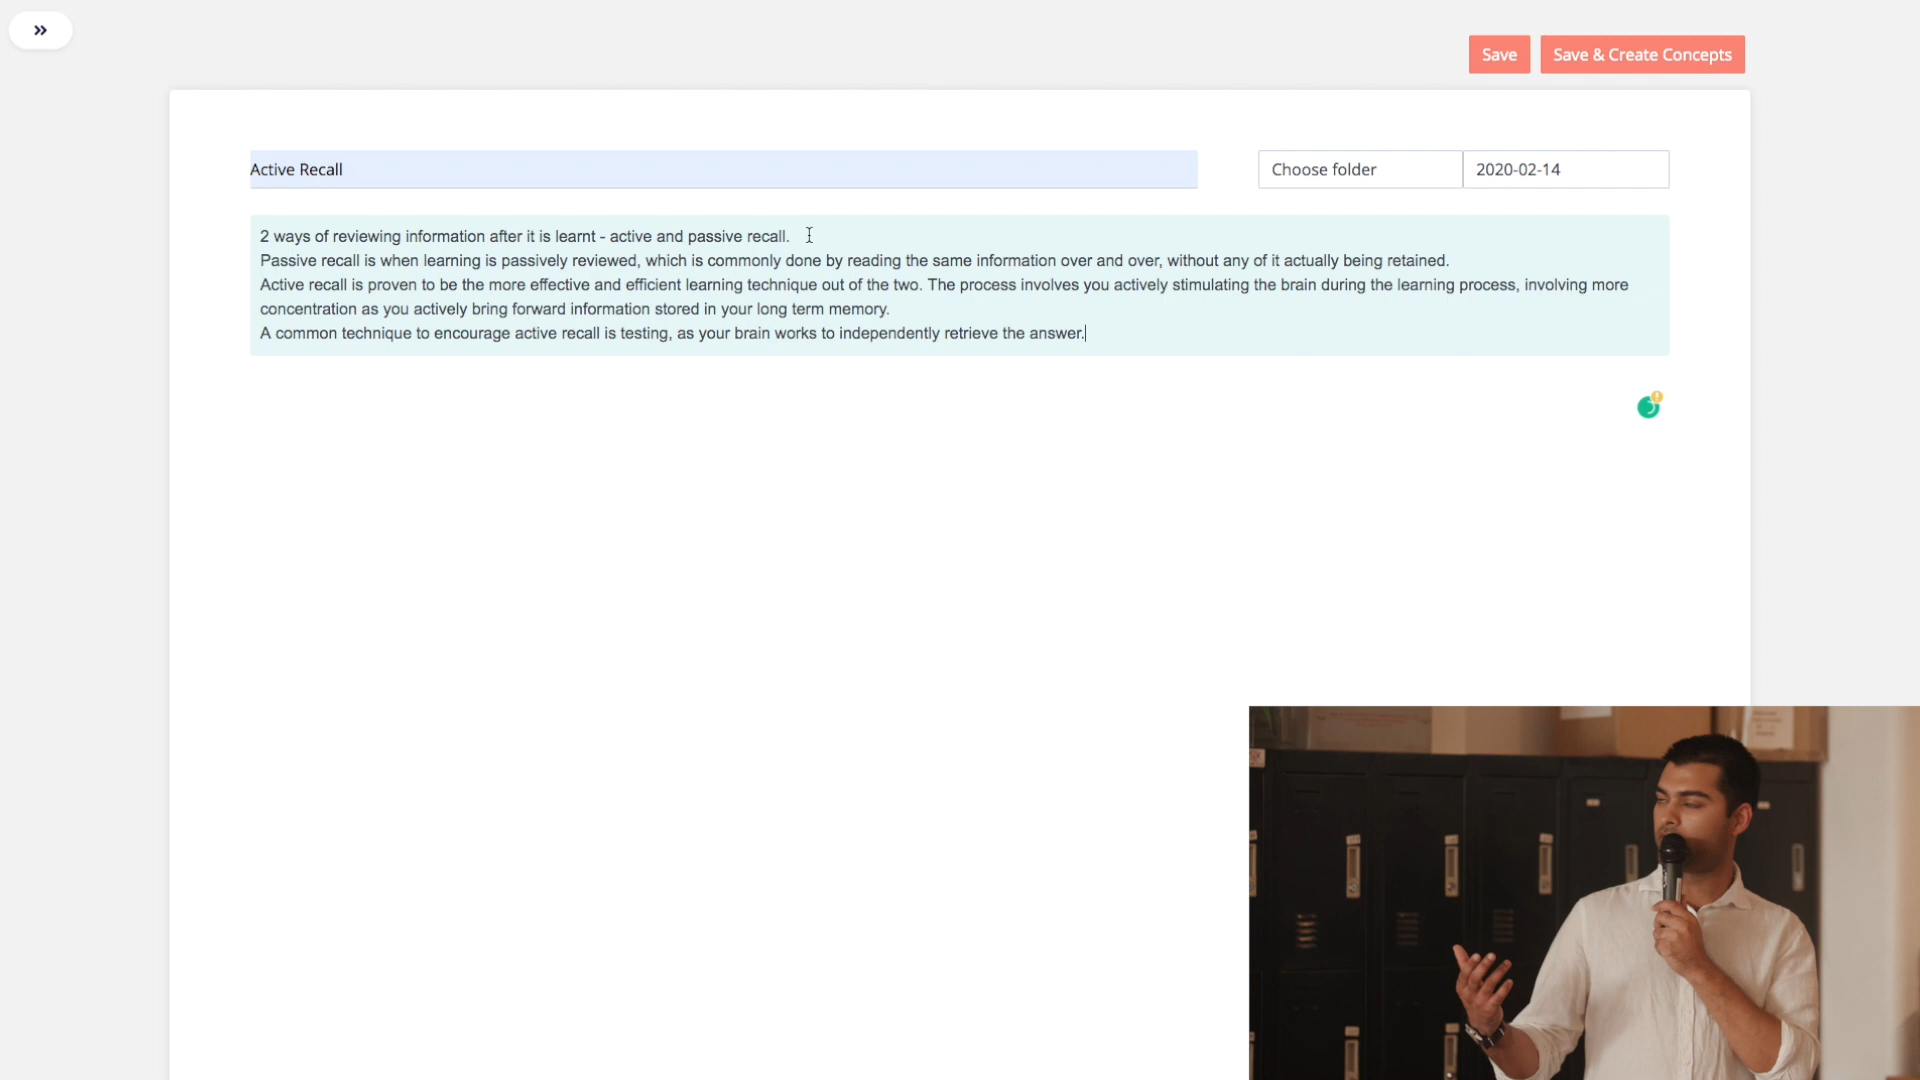 »
Save
Save & Create Concepts
Active Recall
Choose folder
2020-02-14
2 ways of reviewing information after it is learnt - active and passive recall.
Passive recall is when learning is passively reviewed, which is commonly done by reading the same information over and over, without any of it actually being retained.
Active recall is proven to be the more effective and efficient learning technique out of the two. The process involves you actively stimulating the brain during the learning process, involving more
concentration as you actively bring forward information stored in your long term memory.
A common technique to encourage active recall is testing, as your brain works to independently retrieve the answer.